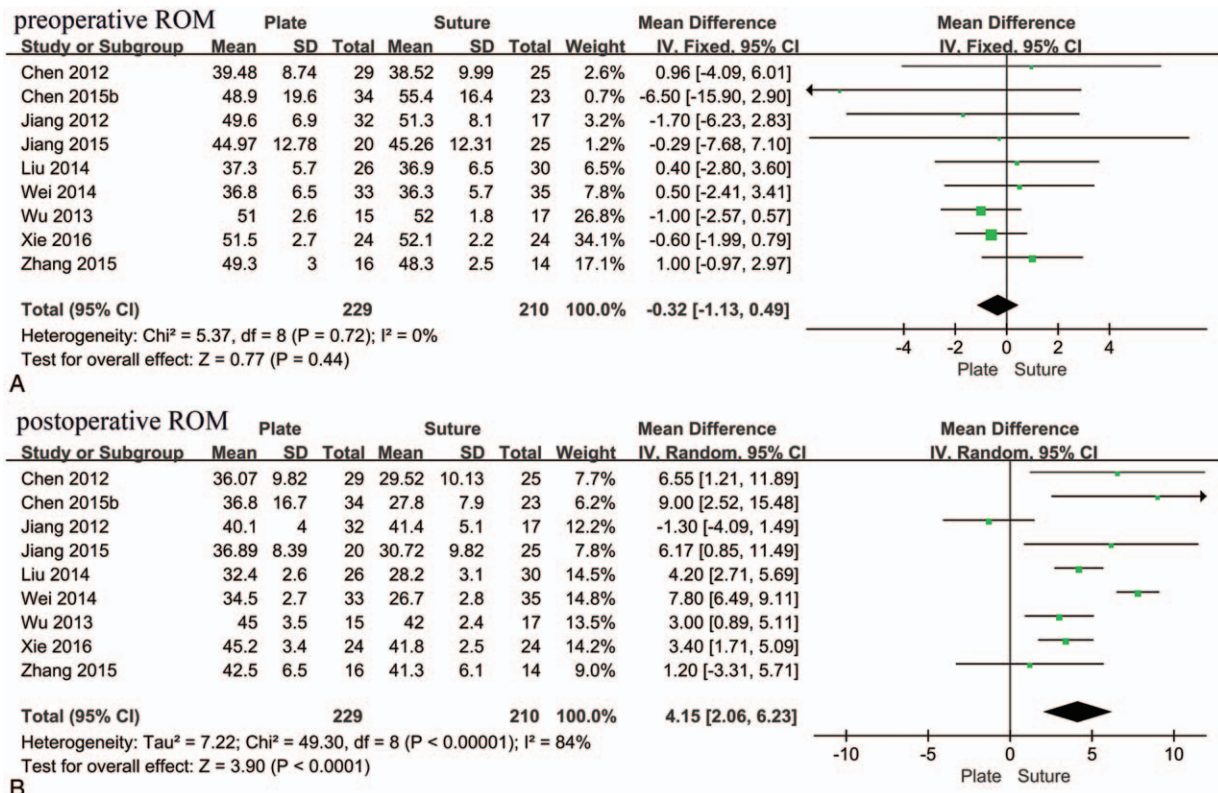 preoperative ROM Plate Suture Mean Difference Mean Difference
Study or Subgroup Mean SD Total Mean SD Total Weight IV. Fixed. 95% CI IV. Fixed. 95% CI
Chen 2012 39.48 8.74 29 38.52 9.99 25 2.6% 0.96 [-4.09, 6.01]
Chen 2015b 48.9 19.6 34 55.4 16.4 23 0.7% -6.50 [-15.90, 2.90]
Jiang 2012 49.6 6.9 32 51.3 8.1 17 3.2% -1.70 [-6.23, 2.83]
Jiang 2015 44.97 12.78 20 45.26 12.31 25 1.2% -0.29 [-7.68, 7.10]
Liu 2014 37.3 5.7 26 36.9 6.5 30 6.5% 0.40 [-2.80, 3.60]
Wei 2014 36.8 6.5 33 36.3 5.7 35 7.8% 0.50 [-2.41, 3.41]
Wu 2013 51 2.6 15 52 1.8 17 26.8% -1.00 [-2.57, 0.57]
Xie 2016 51.5 2.7 24 52.1 2.2 24 34.1% -0.60 [-1.99, 0.79]
Zhang 2015 49.3 3 16 48.3 2.5 14 17.1% 1.00 [-0.97, 2.97]
Total (95% CI) 229 210 100.0% -0.32 [-1.13, 0.49]
Heterogeneity: Chi² = 5.37, df = 8 (P = 0.72); I² = 0%
Test for overall effect: Z = 0.77 (P = 0.44)
-4 -2 0 2 4
Plate Suture
A
postoperative ROM Plate Suture Mean Difference Mean Difference
Study or Subgroup Mean SD Total Mean SD Total Weight IV. Random. 95% CI IV. Random. 95% CI
Chen 2012 36.07 9.82 29 29.52 10.13 25 7.7% 6.55 [1.21, 11.89]
Chen 2015b 36.8 16.7 34 27.8 7.9 23 6.2% 9.00 [2.52, 15.48]
Jiang 2012 40.1 4 32 41.4 5.1 17 12.2% -1.30 [-4.09, 1.49]
Jiang 2015 36.89 8.39 20 30.72 9.82 25 7.8% 6.17 [0.85, 11.49]
Liu 2014 32.4 2.6 26 28.2 3.1 30 14.5% 4.20 [2.71, 5.69]
Wei 2014 34.5 2.7 33 26.7 2.8 35 14.8% 7.80 [6.49, 9.11]
Wu 2013 45 3.5 15 42 2.4 17 13.5% 3.00 [0.89, 5.11]
Xie 2016 45.2 3.4 24 41.8 2.5 24 13.6% 3.40 [1.71, 5.09]
Zhang 2015 42.5 6.5 16 41.3 6.1 14 9.0% 1.20 [-3.31, 5.71]
Total (95% CI) 229 210 100.0% 4.15 [2.06, 6.23]
Heterogeneity: Tau² = 7.22; Chi² = 49.30, df = 8 (P < 0.00001); I² = 84%
Test for overall effect: Z = 3.90 (P < 0.0001)
-10 -5 0 5 10
Plate Suture
B